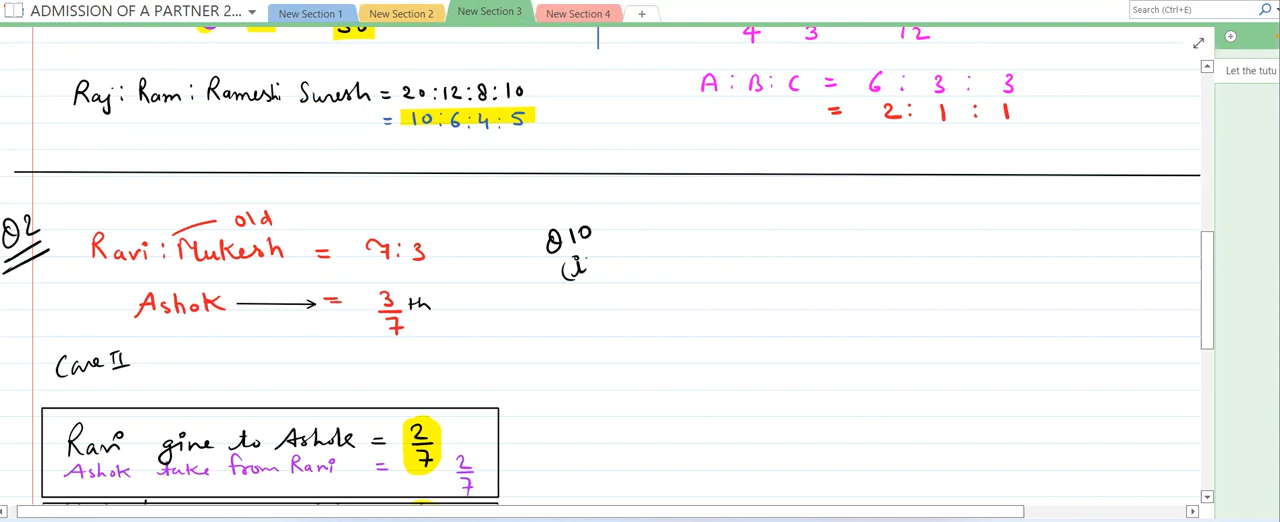 ADMISSION OF A PARTNER 2...
New Section 1
New Section 2
New Section 3
New Section 4
+
Search (Ctrl+E)
Let the tutu
4 3 12
Raj : Ram : Ramesh : Suresh = 20:12:8:10
= 10:6:4:5
A : B : C = 6 : 3 : 3
= 2 : 1 : 1
Q2
old
Ravi : Mukesh = 7:3
Ashok = 3/7 th
Case II
Ravi give to Ashok = 2/7
Ashok take from Ravi = 2/7
Q10
(i